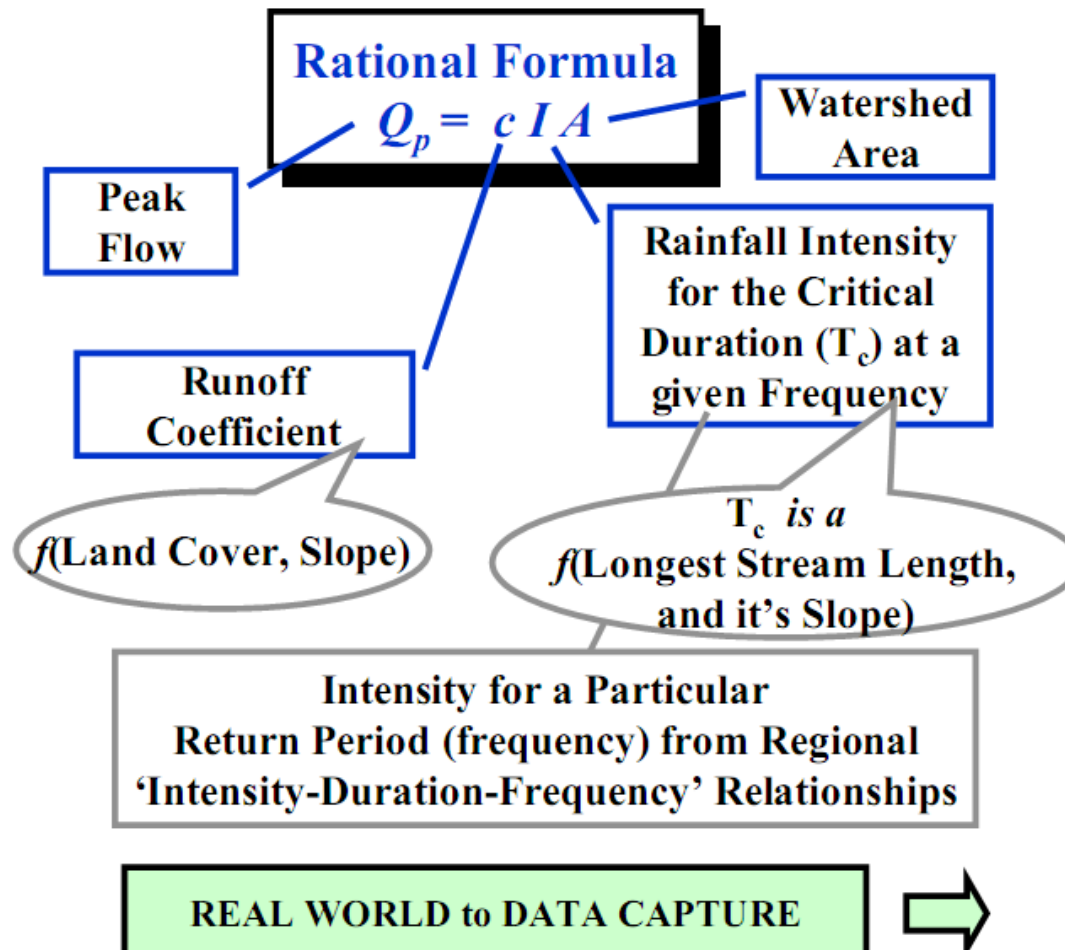 Rational Formula
Qp = c I A
Watershed
Area
Peak
Flow
Rainfall Intensity
for the Critical
Duration (Tc) at a
given Frequency
Runoff
Coefficient
f(Land Cover, Slope)
Tc is a
f(Longest Stream Length,
and it's Slope)
Intensity for a Particular
Return Period (frequency) from Regional
‘Intensity-Duration-Frequency’ Relationships
REAL WORLD to DATA CAPTURE